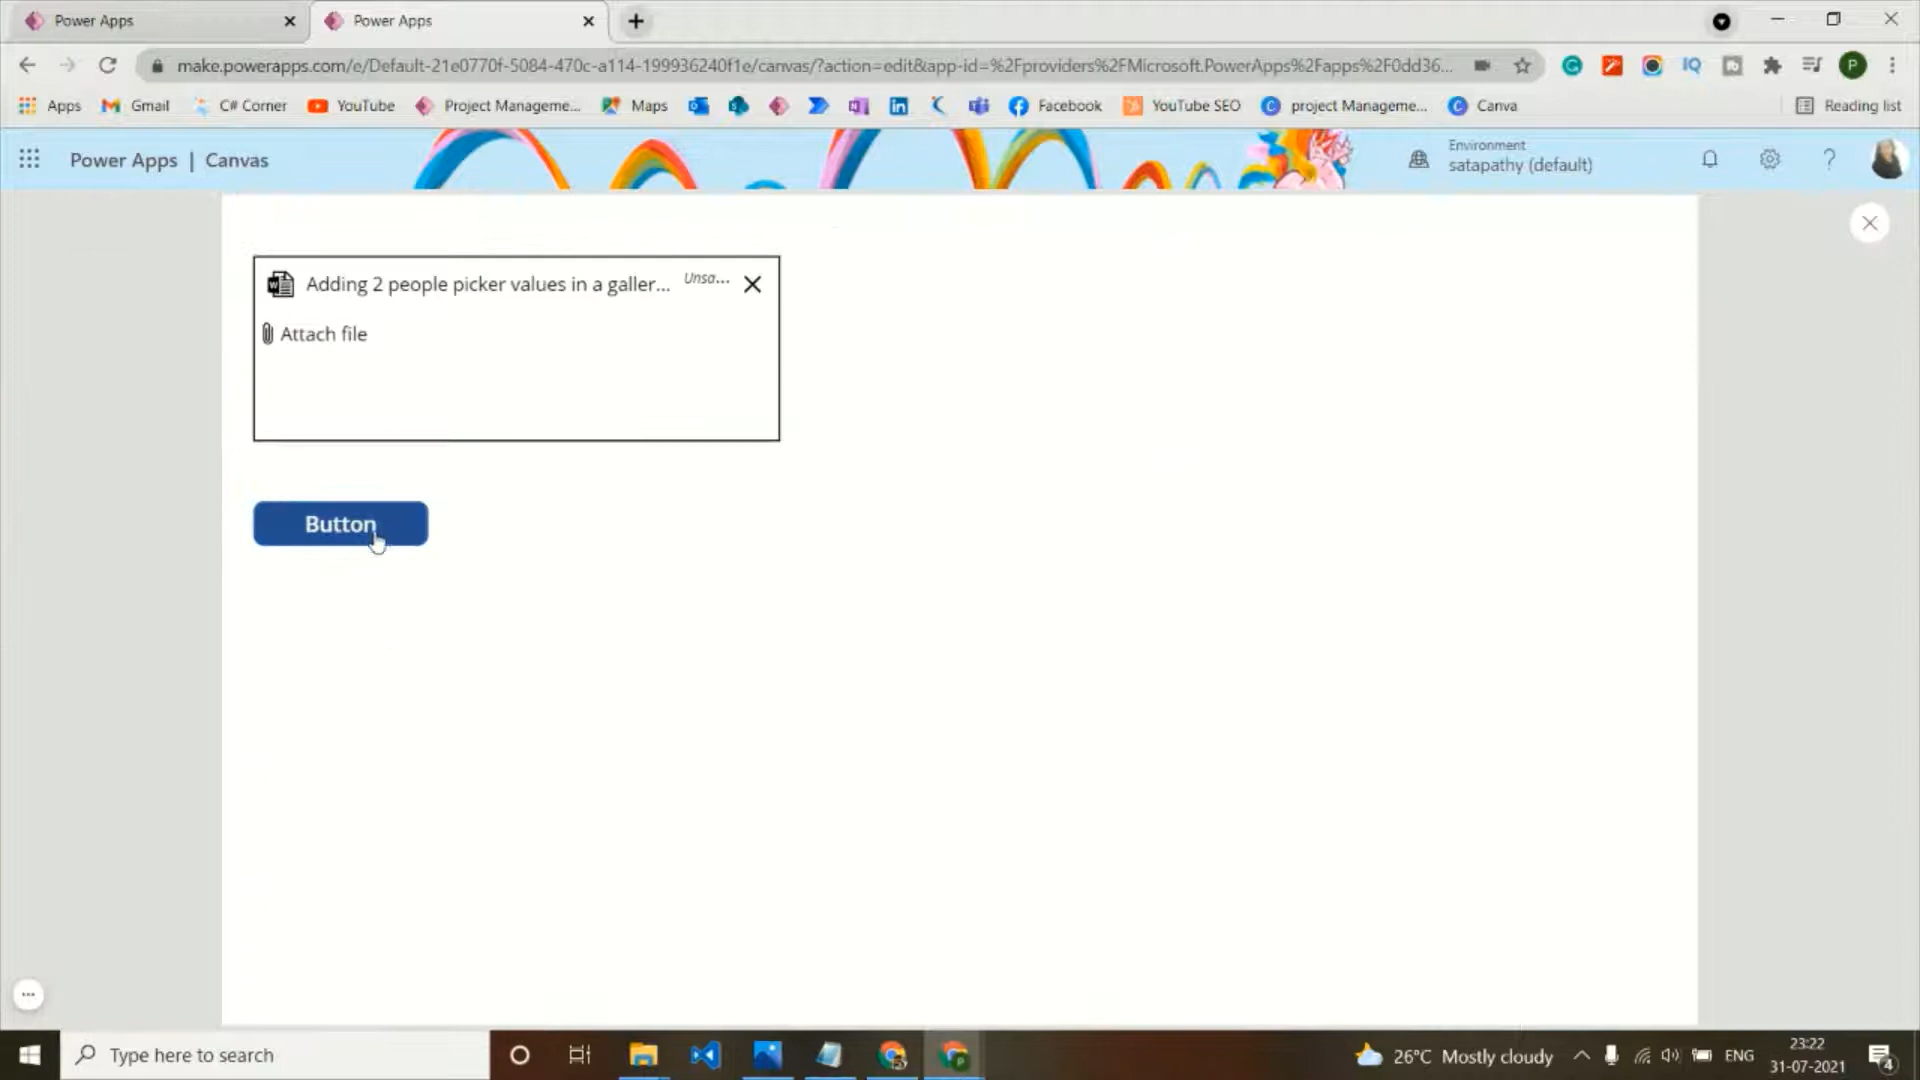 Power Apps
Power Apps
make.powerapps.com/e/Default-21e0770f-5084-470c-a114-199936240f1e/canvas/?action=edit&app-id=%2Fproviders%2FMicrosoft.PowerApps%2Fapps%2F0dd36...
P
Apps
Gmail
C# Corner
YouTube
Project Manageme...
Maps
Facebook
YouTube SEO
project Manageme...
Canva
Reading list
Power Apps | Canvas
Environment
satapathy (default)
Adding 2 people picker values in a galler...
Unsa...
Attach file
Button
Type here to search
26°C Mostly cloudy
ENG
23:22
31-07-2021
4